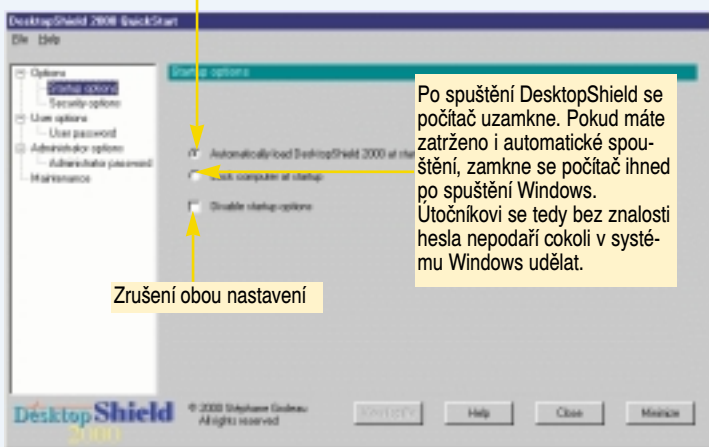 DesktopShield 2000 QuickStart
File Help
Options
Startup options
Security options
User options
User password
Administrator options
Administrator password
Maintenance
Startup options
Automatically load DesktopShield 2000 at
Lock computer at startup
Disable startup options
Po spuštění DesktopShield se
počítač uzamkne. Pokud máte
zatrženo i automatické spou-
štění, zamkne se počítač ihned
po spuštění Windows.
Útočníkovi se tedy bez znalosti
hesla nepodaří cokoli v systé-
mu Windows udělat.
Zrušení obou nastavení
Desktop Shield
2000
© 2000 Stéphane Godeau
All rights reserved
Help
Close
Minimize